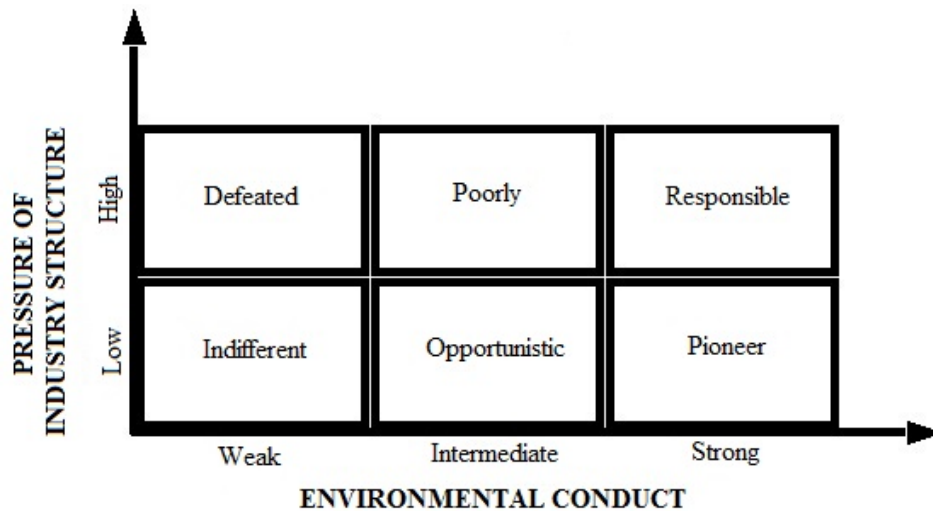 PRESSURE OF
INDUSTRY STRUCTURE
High
Defeated
Poorly
Responsible
Low
Indifferent
Opportunistic
Pioneer
Weak
Intermediate
Strong
ENVIRONMENTAL CONDUCT